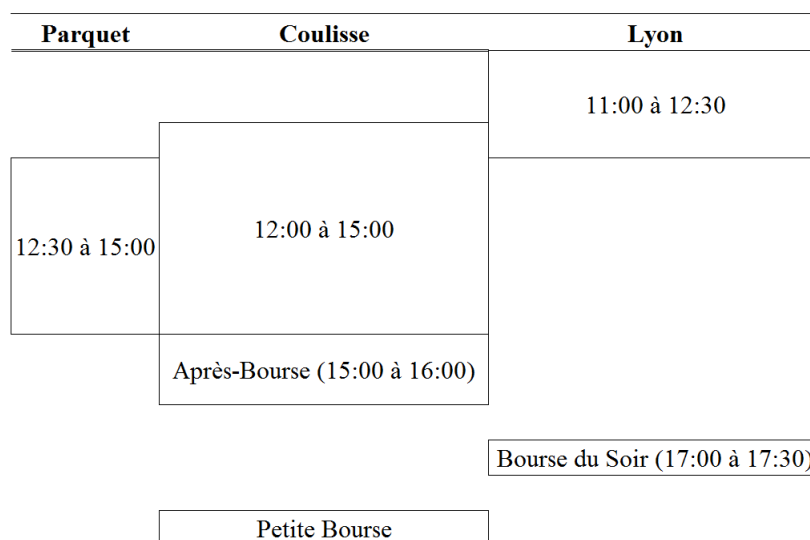 Parquet Coulisse Lyon
11:00 à 12:30
12:00 à 15:00
12:30 à 15:00
Après-Bourse (15:00 à 16:00)
Bourse du Soir (17:00 à 17:30)
Petite Bourse